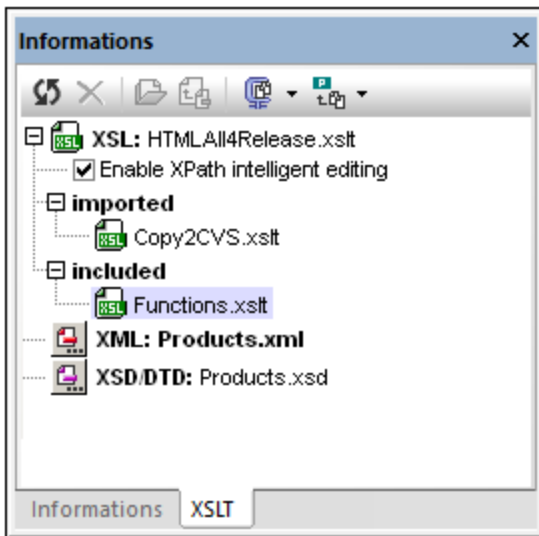 Informations
XSL: HTMLAll4Release.xslt
Enable XPath intelligent editing
imported
Copy2CVS.xslt
included
Functions.xslt
XML: Products.xml
XSD/DTD: Products.xsd
Informations XSLT